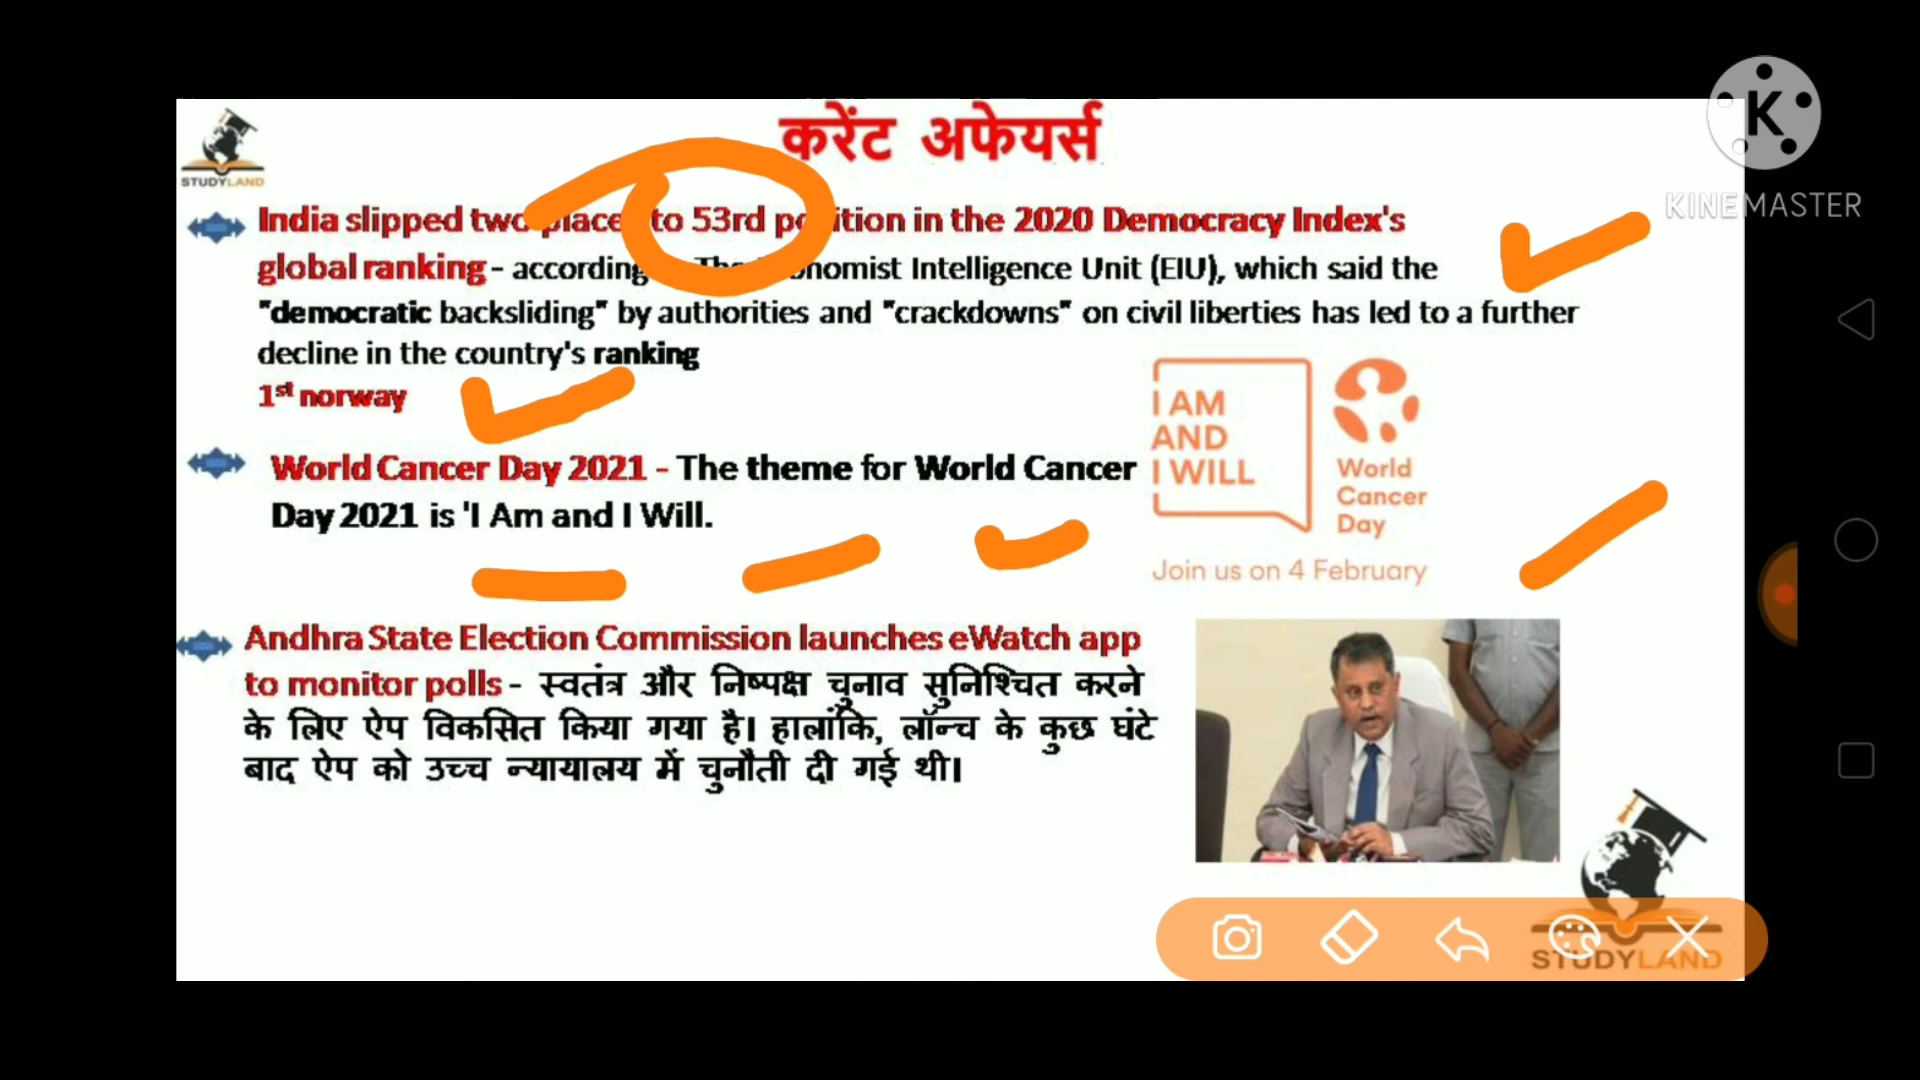 करेंट अफेयर्स
K
KINEMASTER
STUDYLAND
India slipped two place to 53rd position in the 2020 Democracy Index's
global ranking - according The Economist Intelligence Unit (EIU), which said the
"democratic backsliding" by authorities and "crackdowns" on civil liberties has led to a further
decline in the country's ranking
1st norway
World Cancer Day 2021 - The theme for World Cancer
Day 2021 is 'I Am and I Will.
I AM
AND
I WILL
World
Cancer
Day
Join us on 4 February
Andhra State Election Commission launches eWatch app
to monitor polls - स्वतंत्र और निष्पक्ष चुनाव सुनिश्चित करने
के लिए ऐप विकसित किया गया है। हालांकि, लॉन्च के कुछ घंटे
बाद ऐप को उच्च न्यायालय में चुनौती दी गई थी।
STUDYLAND